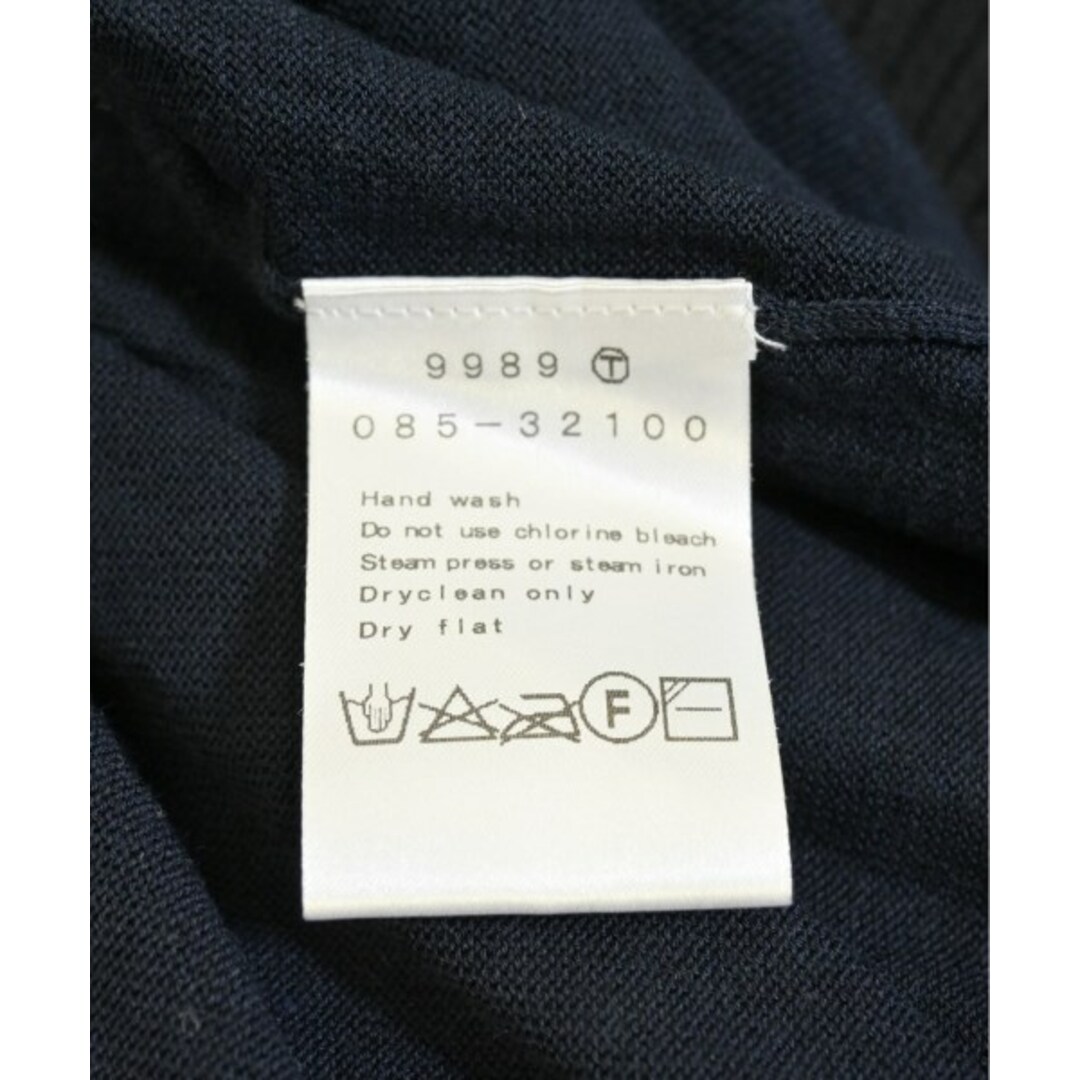 9989 Ⓣ
085-32100
Hand wash
Do not use chlorine bleach
Steam press or steam iron
Dryclean only
Dry flat
F